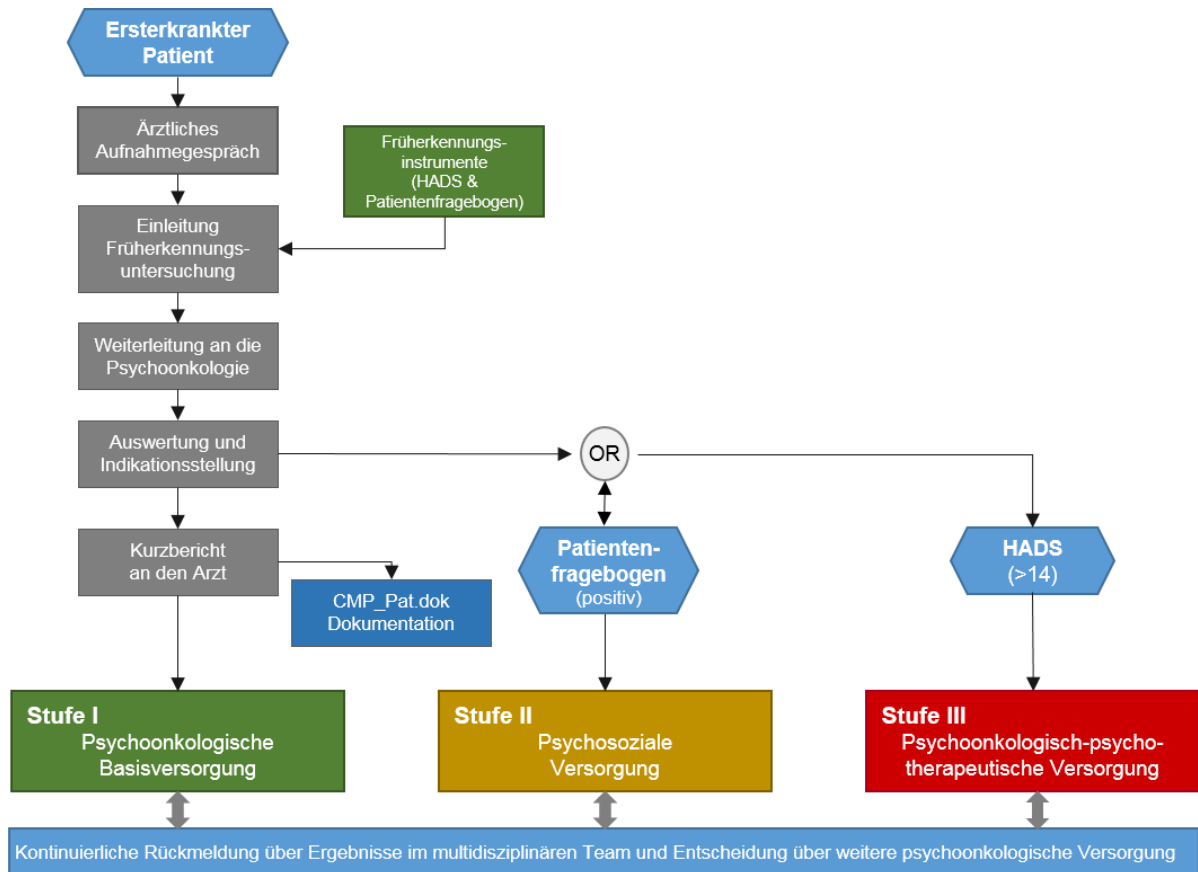 Ersterkrankter
Patient
Ärztliches
Aufnahmegespräch
Früherkennungs-
instrumente
(HADS &
Patientenfragebogen)
Einleitung
Früherkennungs-
untersuchung
Weiterleitung an die
Psychoonkologie
Auswertung und
Indikationsstellung
OR
Kurzbericht
an den Arzt
CMP_Pat.dok
Dokumentation
Patienten-
fragebogen
(positiv)
HADS
(>14)
Stufe I
Psychoonkologische
Basisversorgung
Stufe II
Psychosoziale
Versorgung
Stufe III
Psychoonkologisch-psycho-
therapeutische Versorgung
Kontinuierliche Rückmeldung über Ergebnisse im multidisziplinären Team und Entscheidung über weitere psychoonkologische Versorgung